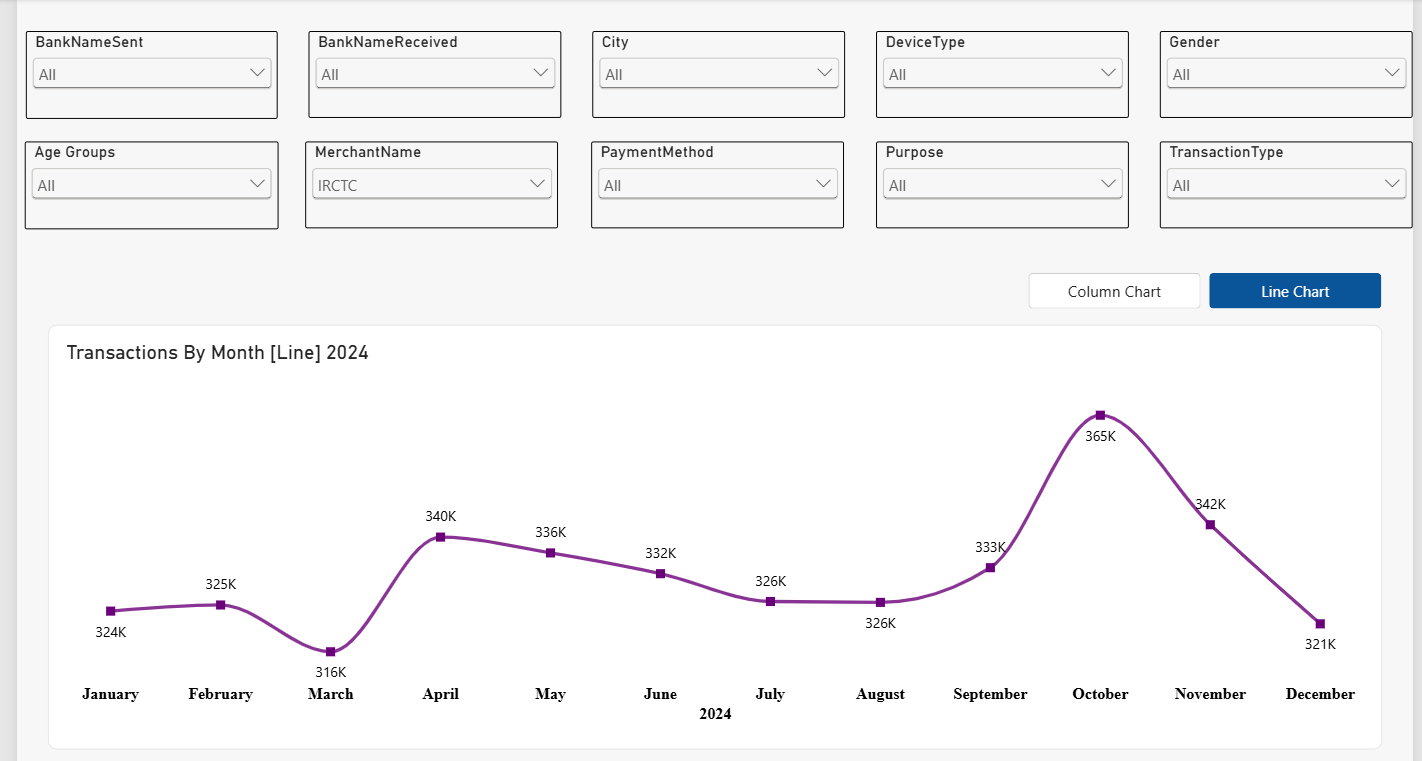 BankNameSent
All
BankNameReceived
All
City
All
DeviceType
All
Gender
All
Age Groups
All
MerchantName
IRCTC
PaymentMethod
All
Purpose
All
TransactionType
All
Column Chart
Line Chart
Transactions By Month [Line] 2024
324K
325K
316K
340K
336K
332K
326K
326K
333K
365K
342K
321K
January February March April May June July August September October November December
2024